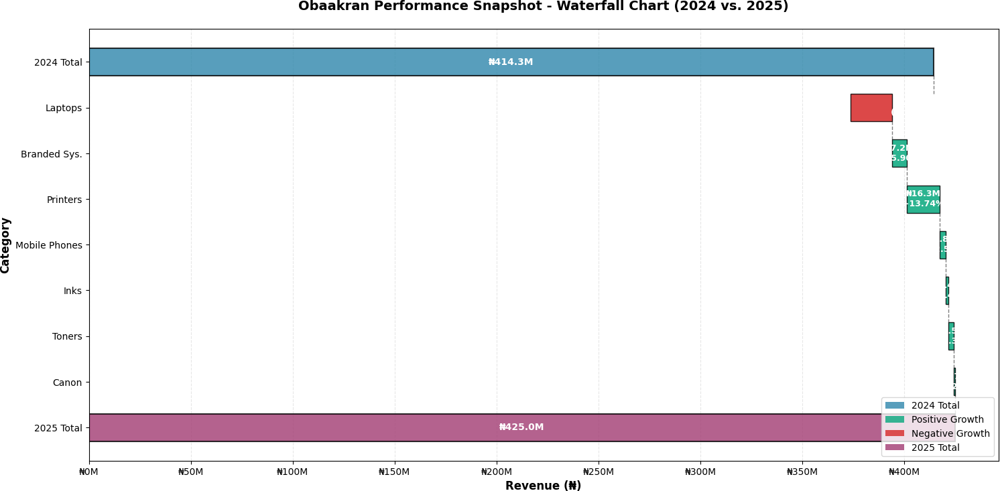 Obaakran Performance Snapshot - Waterfall Chart (2024 vs. 2025)
Category
2024 Total
₦414.3M
Laptops
Branded Sys.
Printers
₦16.3M
13.74%
Mobile Phones
Inks
Toners
Canon
2025 Total
₦425.0M
2024 Total
Positive Growth
Negative Growth
2025 Total
₦0M
₦50M
₦100M
₦150M
₦200M
₦250M
₦300M
₦350M
₦400M
Revenue (₦)